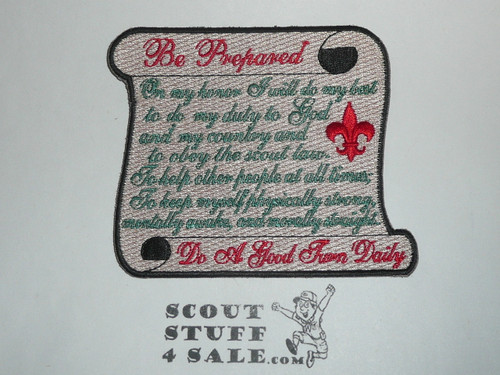 Be Prepared
On my honor I will do my best
to do my duty to God
and my country and
to obey the scout law;
To help other people at all times;
To keep myself physically strong,
mentally awake, and morally straight.
Do A Good Turn Daily
SCOUT
STUFF
4 SALE.com